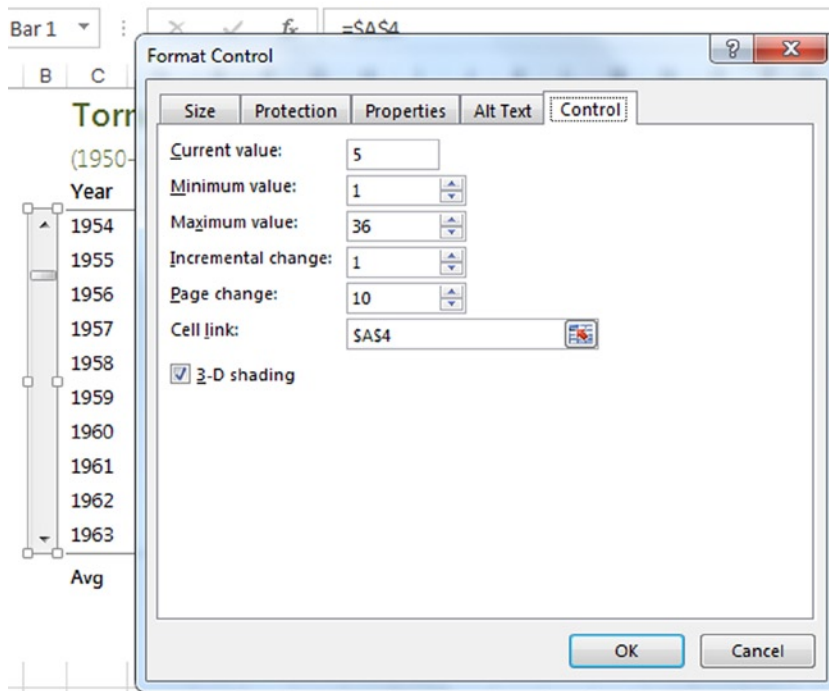 Bar 1 fx =$A$4
Format Control
B C
Size Protection Properties Alt Text Control
Torn
(1950-
Year
1954
1955
1956
1957
1958
1959
1960
1961
1962
1963
Avg
Current value: 5
Minimum value: 1
Maximum value: 36
Incremental change: 1
Page change: 10
Cell link: $A$4
3-D shading
OK Cancel